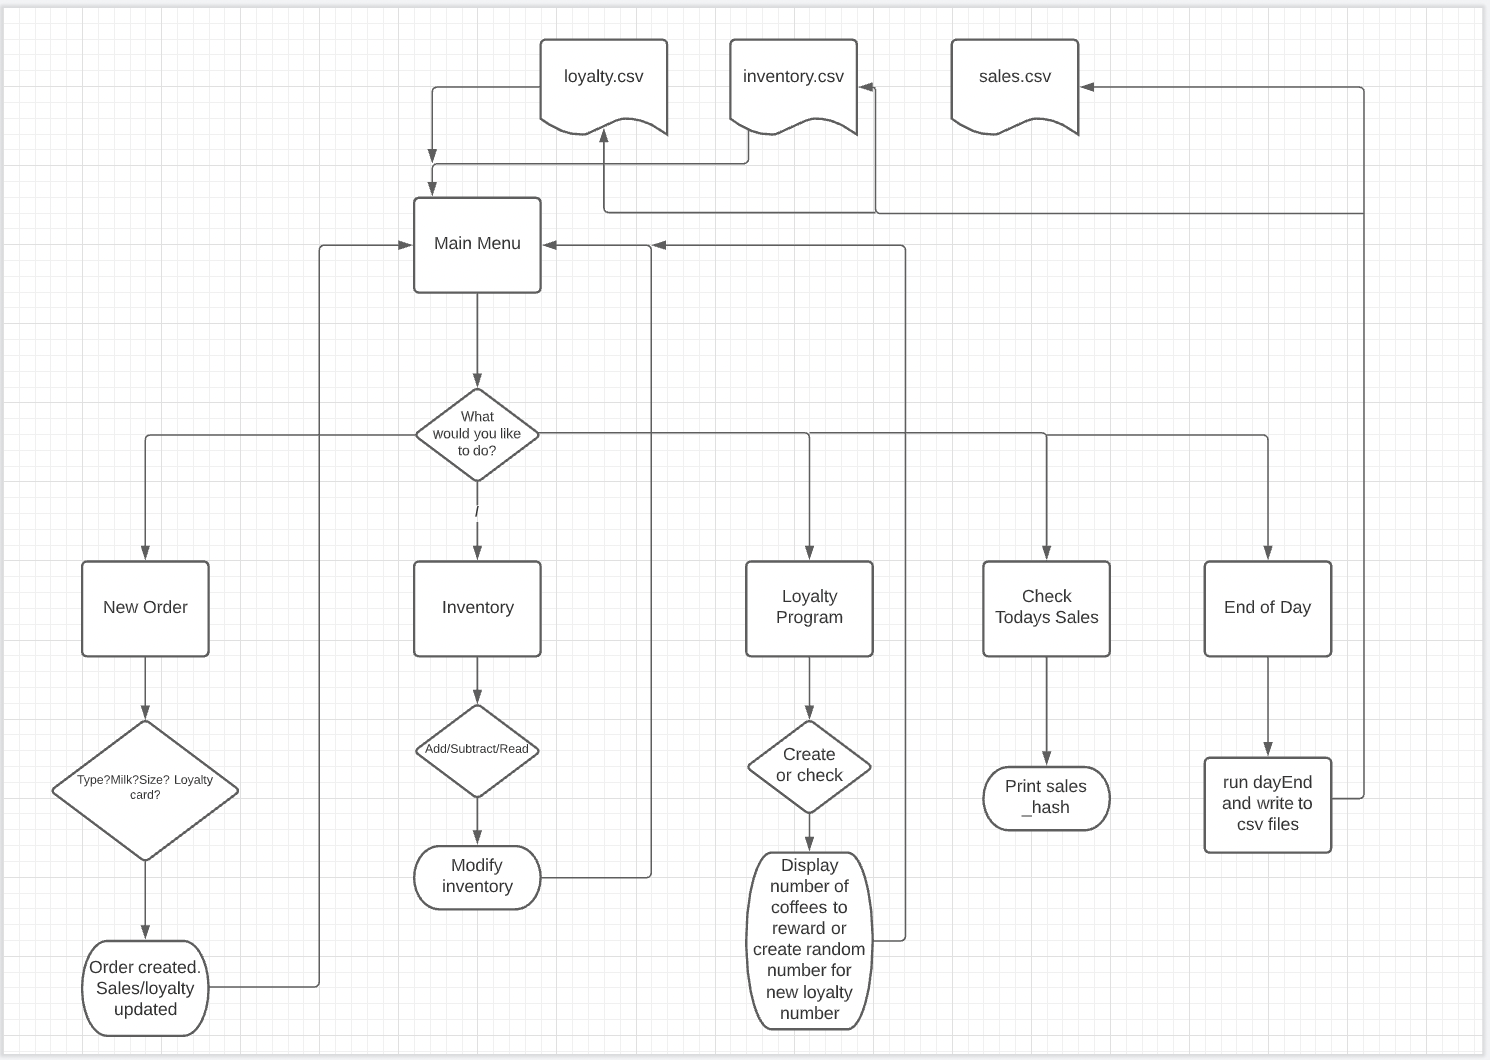 loyalty.csv
inventory.csv
sales.csv
Main Menu
What
would you like
to do?
/
New Order
Inventory
Loyalty
Program
Check
Todays Sales
End of Day
Type?Milk?Size? Loyalty
card?
Add/Subtract/Read
Create
or check
Print sales
_hash
run dayEnd
and write to
csv files
Modify
inventory
Display
number of
coffees to
reward or
create random
number for
new loyalty
number
Order created.
Sales/loyalty
updated